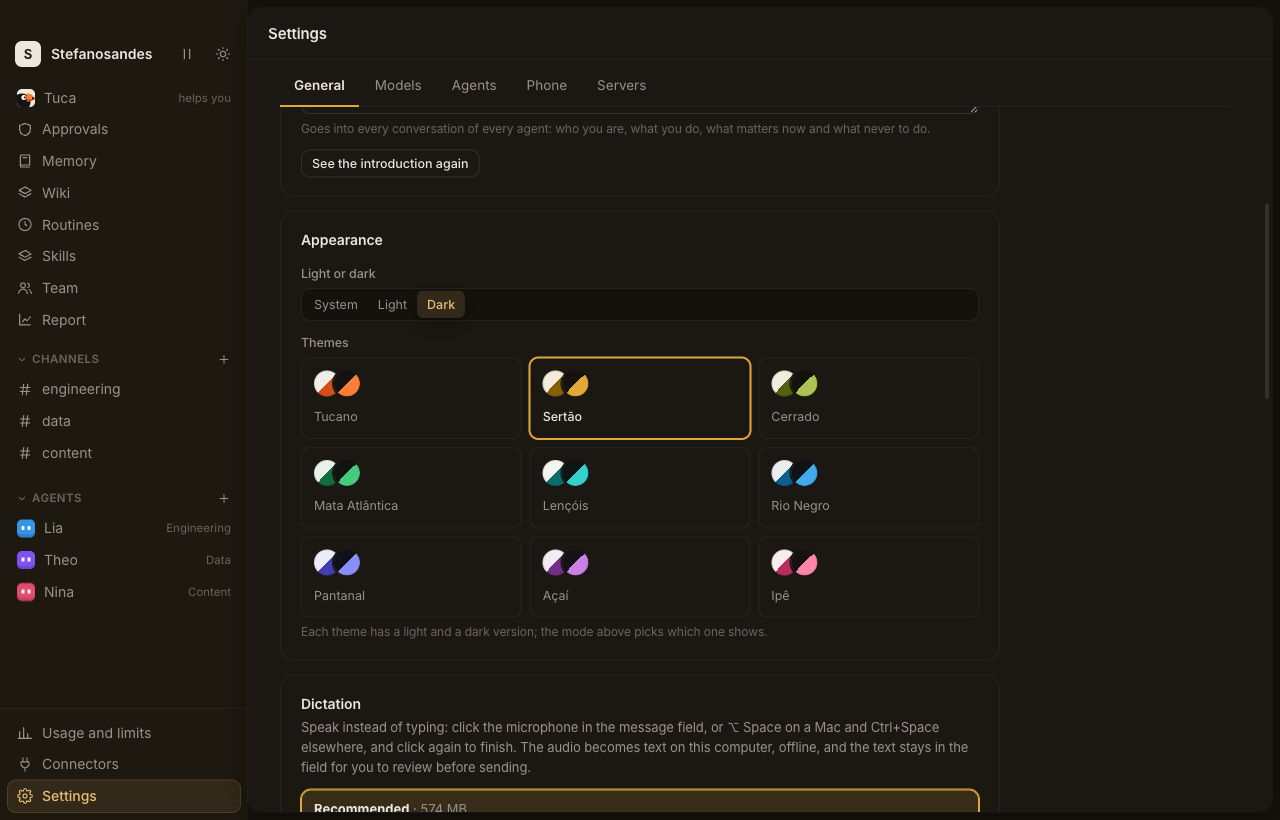 S Stefanosandes
Tuca helps you
Approvals
Memory
Wiki
Routines
Skills
Team
Report
CHANNELS +
# engineering
# data
# content
AGENTS +
Lia Engineering
Theo Data
Nina Content
Usage and limits
Connectors
Settings
Settings
General Models Agents Phone Servers
Goes into every conversation of every agent: who you are, what you do, what matters now and what never to do.
See the introduction again
Appearance
Light or dark
System Light Dark
Themes
Tucano Sertão Cerrado
Mata Atlântica Lençóis Rio Negro
Pantanal Açaí Ipê
Each theme has a light and a dark version; the mode above picks which one shows.
Dictation
Speak instead of typing: click the microphone in the message field, or ⌥ Space on a Mac and Ctrl+Space
elsewhere, and click again to finish. The audio becomes text on this computer, offline, and the text stays in the
field for you to review before sending.
Recommended · 574 MB